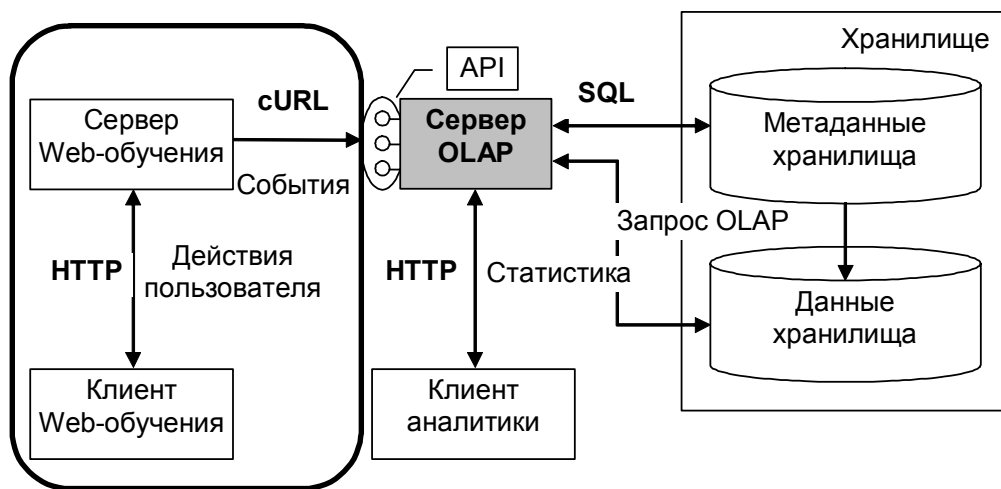 Хранилище
API
cURL
SQL
Сервер
Web-обучения
Сервер
OLAP
Метаданные
хранилища
События
Запрос OLAP
HTTP
Действия
пользователя
HTTP
Статистика
Данные
хранилища
Клиент
Web-обучения
Клиент
аналитики